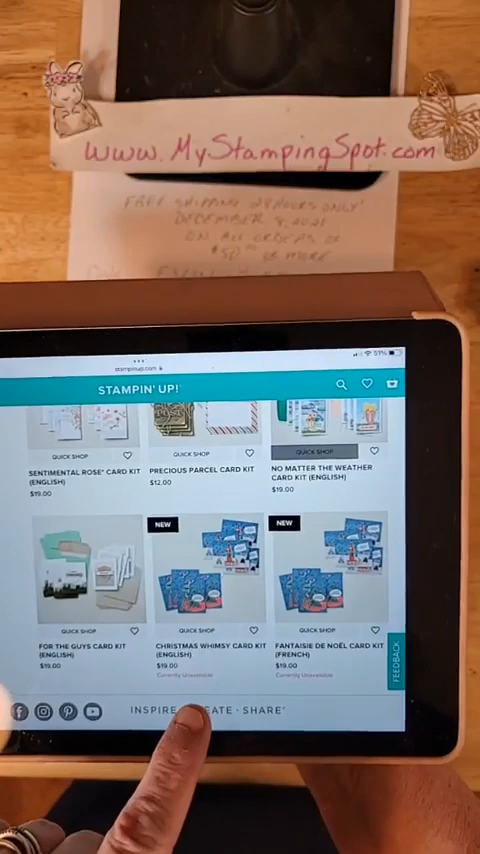 www.MyStampingSpot.com
FREE SHIPPING 24 HOURS ONLY!
DECEMBER 8, 2021
ON ALL ORDERS OF
$50.00 OR MORE
51%
stampinup.com
STAMPIN' UP!
QUICK SHOP
QUICK SHOP
QUICK SHOP
SENTIMENTAL ROSE* CARD KIT
(ENGLISH)
$19.00
PRECIOUS PARCEL CARD KIT
$12.00
NO MATTER THE WEATHER
CARD KIT (ENGLISH)
$19.00
NEW
NEW
QUICK SHOP
QUICK SHOP
QUICK SHOP
FOR THE GUYS CARD KIT
(ENGLISH)
$19.00
CHRISTMAS WHIMSY CARD KIT
(ENGLISH)
$19.00
Currently Unavailable
FANTAISIE DE NOËL CARD KIT
(FRENCH)
$19.00
Currently Unavailable
FEEDBACK
INSPIRE ATE · SHARE